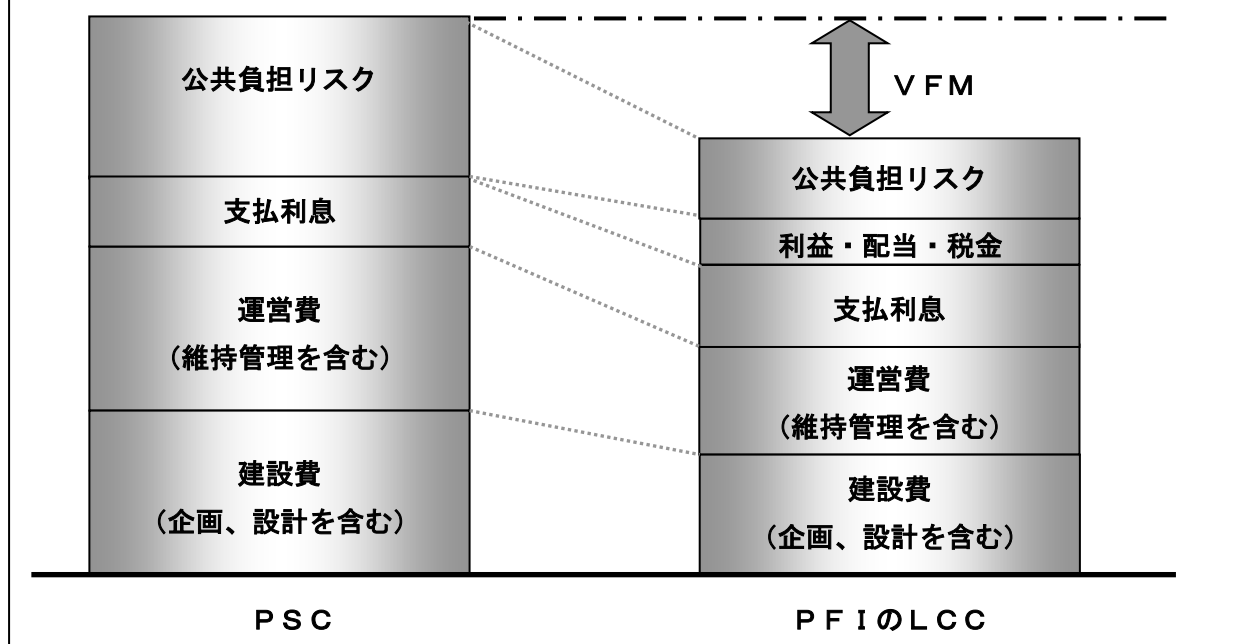 公共負担リスク
支払利息
運営費
（維持管理を含む）
建設費
（企画、設計を含む）
ＰＳＣ
ＶＦＭ
公共負担リスク
利益・配当・税金
支払利息
運営費
（維持管理を含む）
建設費
（企画、設計を含む）
ＰＦＩのＬＣＣ